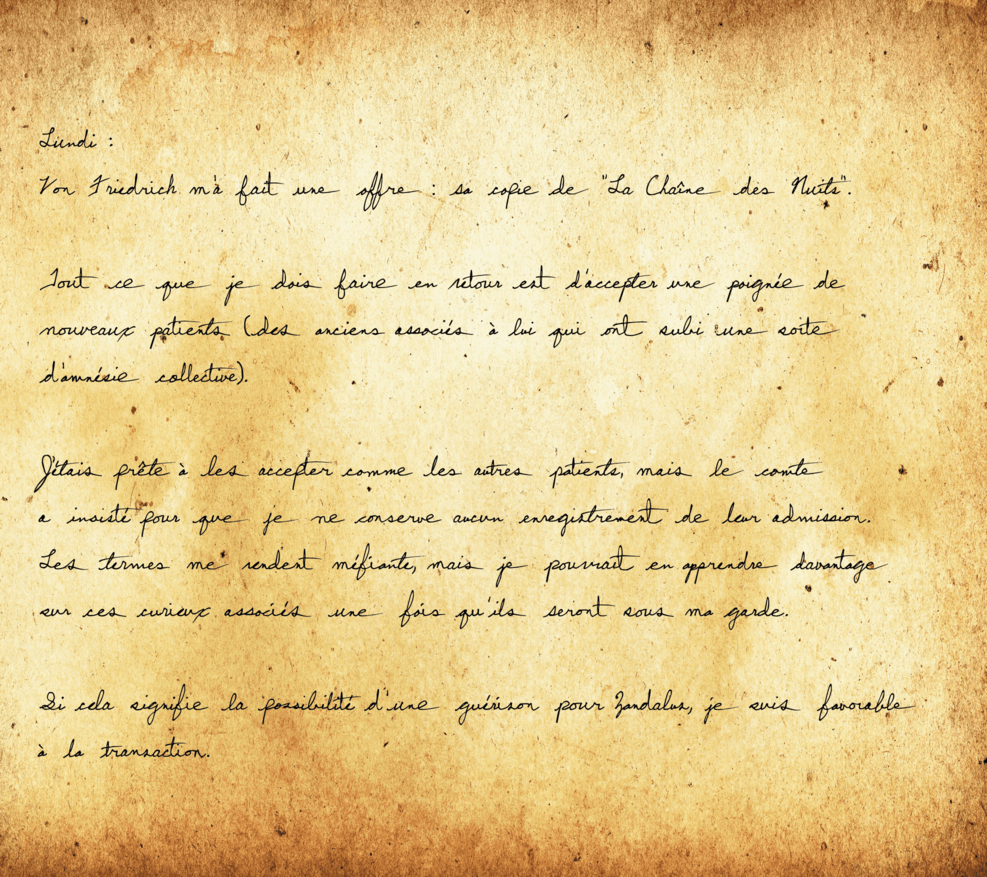 Lundi :
Von Friedrich m'a fait une offre : sa copie de "La Chaîne des Nuits".
Tout ce que je dois faire en retour est d'accepter une poignée de
nouveaux patients (des anciens associés à lui qui ont subi une sorte
d'amnésie collective).
J'étais prête à les accepter comme les autres patients, mais le comte
a insisté pour que je ne conserve aucun enregistrement de leur admission.
Les termes me rendent méfiante, mais je pourrait en apprendre davantage
sur ces curieux associés une fois qu'ils seront sous ma garde.
Si cela signifie la possibilité d'une guérison pour Zandalus, je suis favorable
à la transaction.